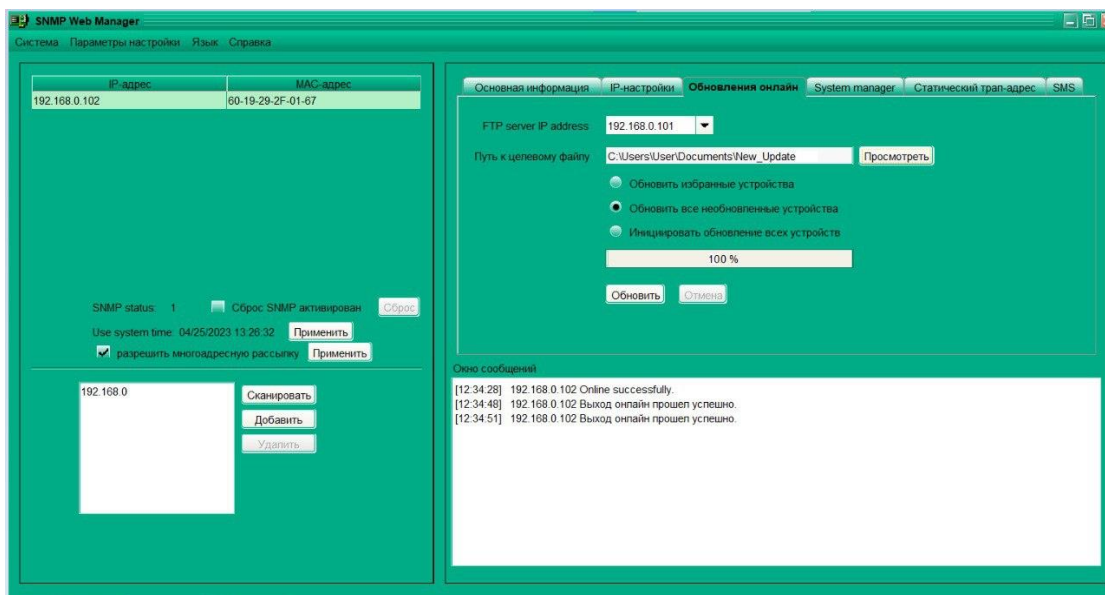 SNMP Web Manager
Система Параметры настройки Язык Справка
IP-адрес MAC-адрес
192.168.0.102 60-19-29-2F-01-67
SNMP status: 1 Сброс SNMP активирован Сброс
Use system time: 04/25/2023 13:26:32 Применить
разрешить многоадресную рассылку Применить
192.168.0
Сканировать
Добавить
Удалить
Основная информация IP-настройки Обновления онлайн System manager Статический трап-адрес SMS
FTP server IP address 192.168.0.101
Путь к целевому файлу C:\Users\User\Documents\New_Update Просмотреть
Обновить избранные устройства
Обновить все необновленные устройства
Инициировать обновление всех устройств
100 %
Обновить Отмена
Окно сообщений
[12:34:28] 192.168.0.102 Online successfully.
[12:34:48] 192.168.0.102 Выход онлайн прошел успешно.
[12:34:51] 192.168.0.102 Выход онлайн прошел успешно.